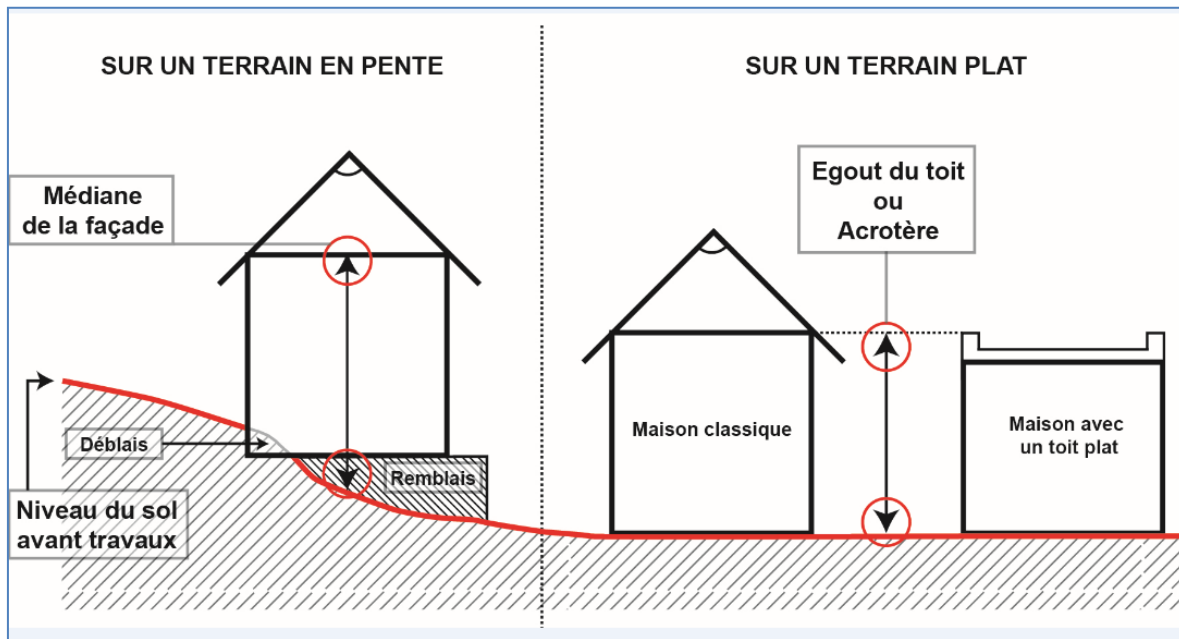 SUR UN TERRAIN EN PENTE
SUR UN TERRAIN PLAT
Médiane
de la façade
Egout du toit
ou
Acrotère
Maison classique
Maison avec
un toit plat
Déblais
Remblais
Niveau du sol
avant travaux